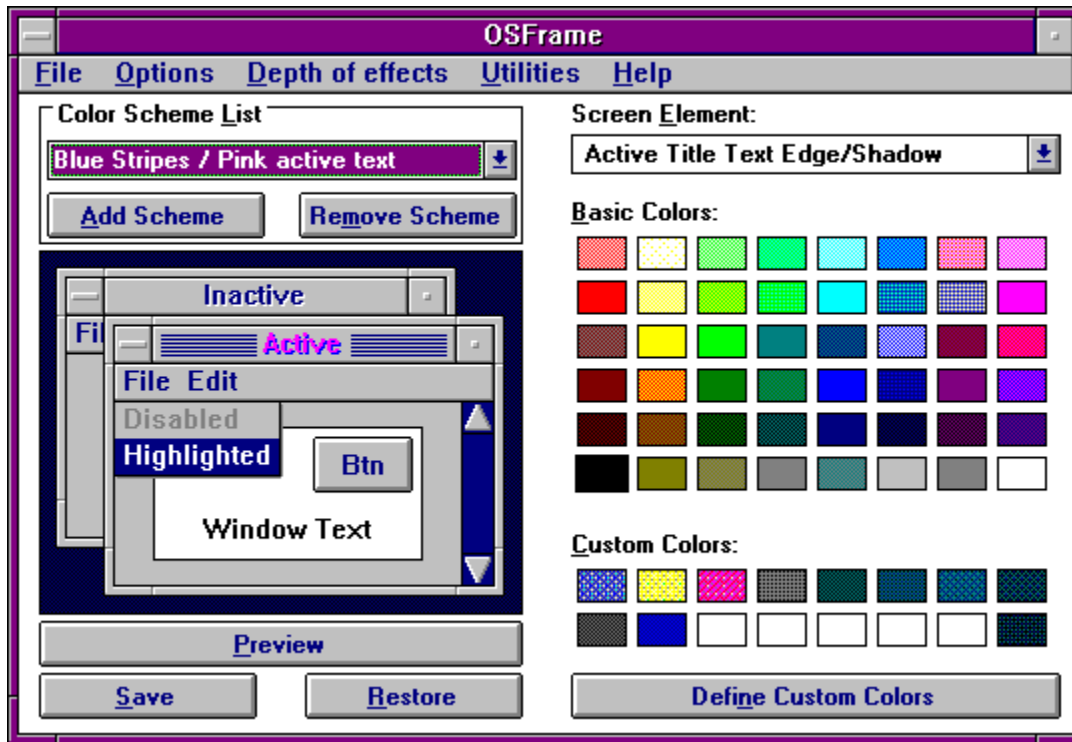 OSFrame
File Options Depth of effects Utilities Help
Color Scheme List
Blue Stripes / Pink active text
Add Scheme Remove Scheme
Inactive
Fil
Active
File Edit
Disabled
Highlighted
Btn
Window Text
Preview
Save Restore
Screen Element:
Active Title Text Edge/Shadow
Basic Colors:
Custom Colors:
Define Custom Colors